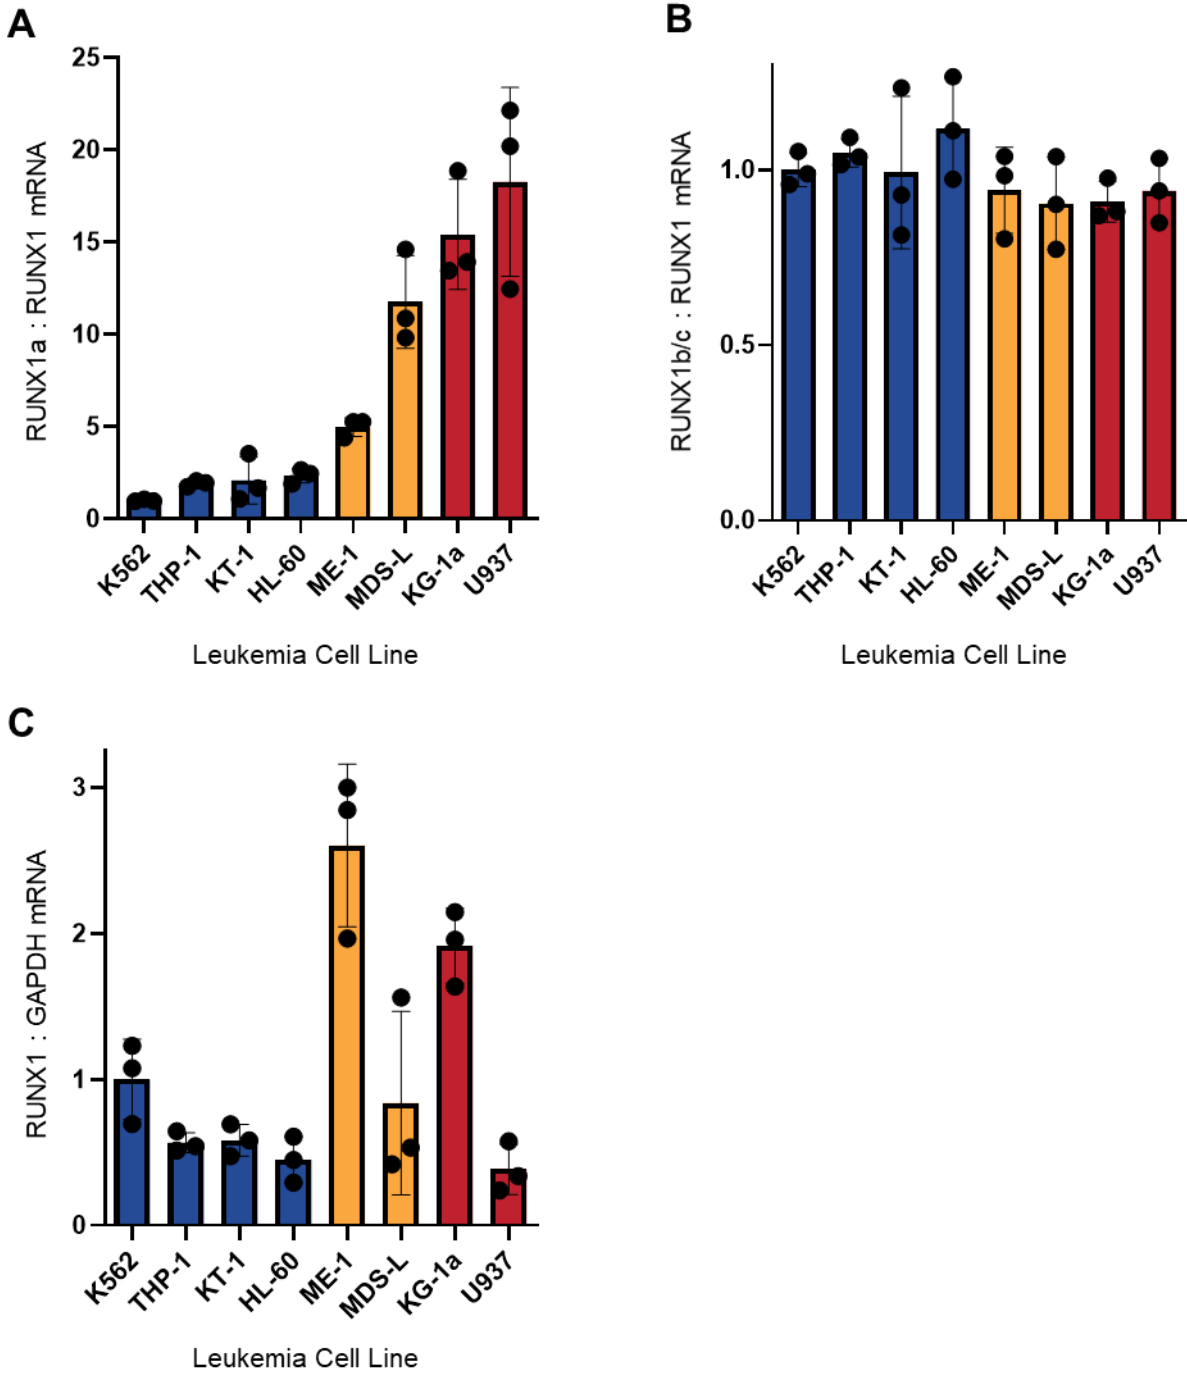 A
RUNX1a : RUNX1 mRNA
25
20
15
10
5
0
K562
THP-1
KT-1
HL-60
ME-1
MDS-L
KG-1a
U937
Leukemia Cell Line
B
RUNX1b/c : RUNX1 mRNA
1.0
0.5
0.0
K562
THP-1
KT-1
HL-60
ME-1
MDS-L
KG-1a
U937
Leukemia Cell Line
C
RUNX1 : GAPDH mRNA
3
2
1
0
K562
THP-1
KT-1
HL-60
ME-1
MDS-L
KG-1a
U937
Leukemia Cell Line